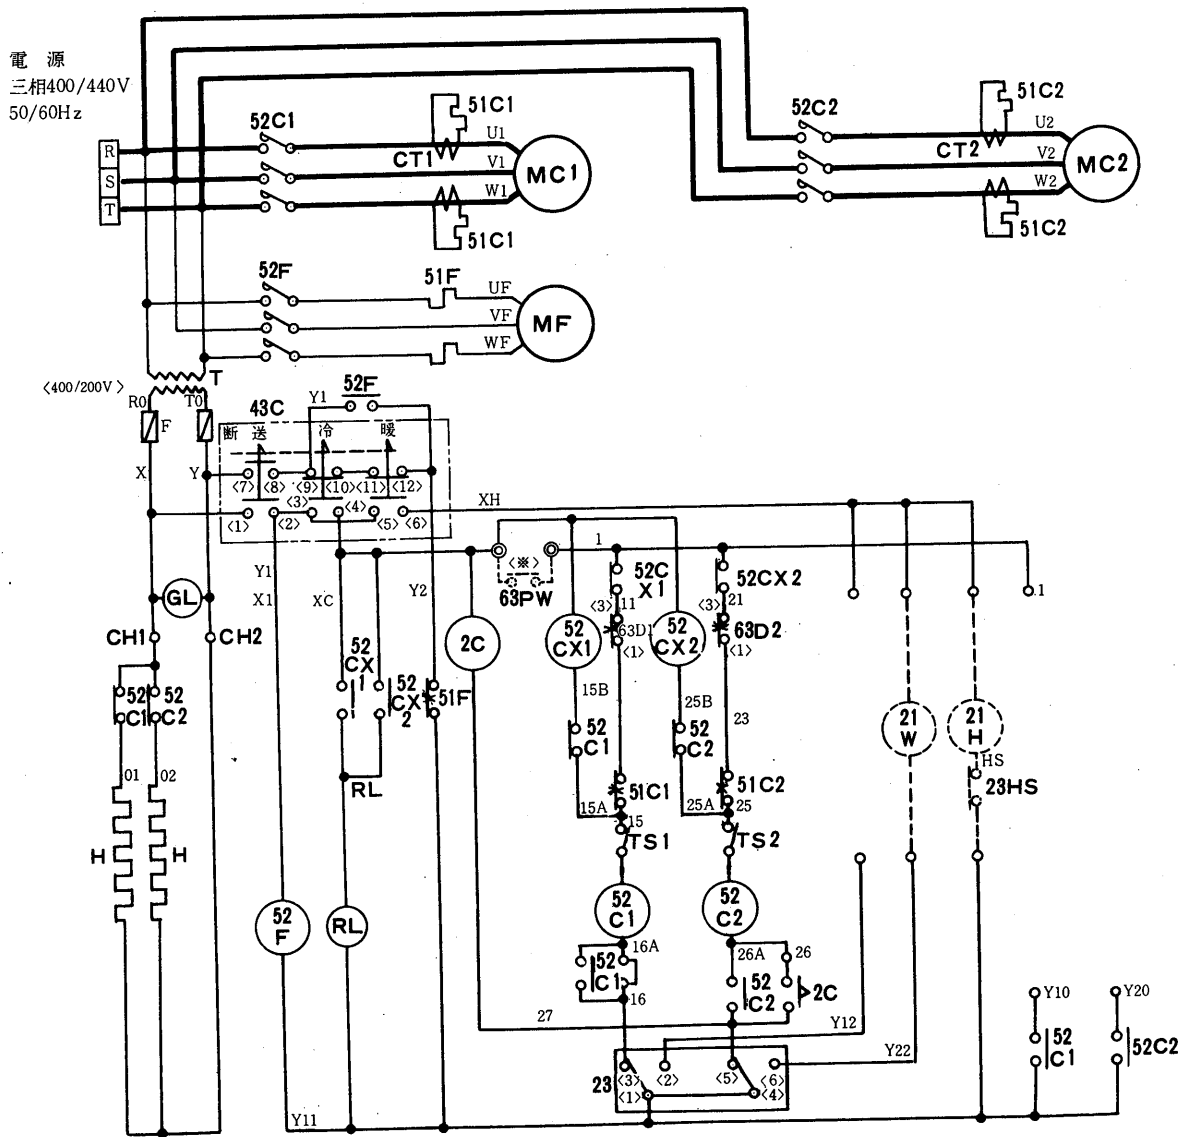 電 源
三相400/440V
50/60Hz
R
S
T
52C1
51C1
CT1
U1
V1
W1
MC1
51C1
52C2
51C2
CT2
U2
V2
W2
MC2
51C2
52F
51F
UF
VF
WF
MF
T
<400/200V>
R0
T0
F
43C
Y1
52F
断 送 冷 暖
X
Y
<7>
<8>
<9>
<10>
<11>
<12>
<1>
<2>
<3>
<4>
<5>
<6>
XH
GL
CH1
CH2
Y1
X1
XC
Y2
52
CX
1
52
CX
2
51F
2C
<※>
63PW
1
52C
X1
<3>
11
63D1
<1>
52
CX1
52
CX2
52CX2
<3>
21
63D2
<1>
1
52
C1
52
C2
01
02
H
H
RL
52
F
RL
15B
52
C1
25B
52
C2
23
51C1
15A
15
TS1
51C2
25A
25
TS2
52
C1
52
C2
21
W
21
H
HS
23HS
16A
52
C1
16
26A
26
52
C2
2C
27
Y12
Y22
23
<3>
<2>
<5>
<6>
<1>
<4>
Y10
52
C1
Y20
52C2
Y11